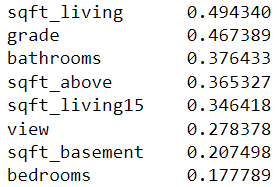 sqft_living 0.494340
grade 0.467389
bathrooms 0.376433
sqft_above 0.365327
sqft_living15 0.346418
view 0.278378
sqft_basement 0.207498
bedrooms 0.177789